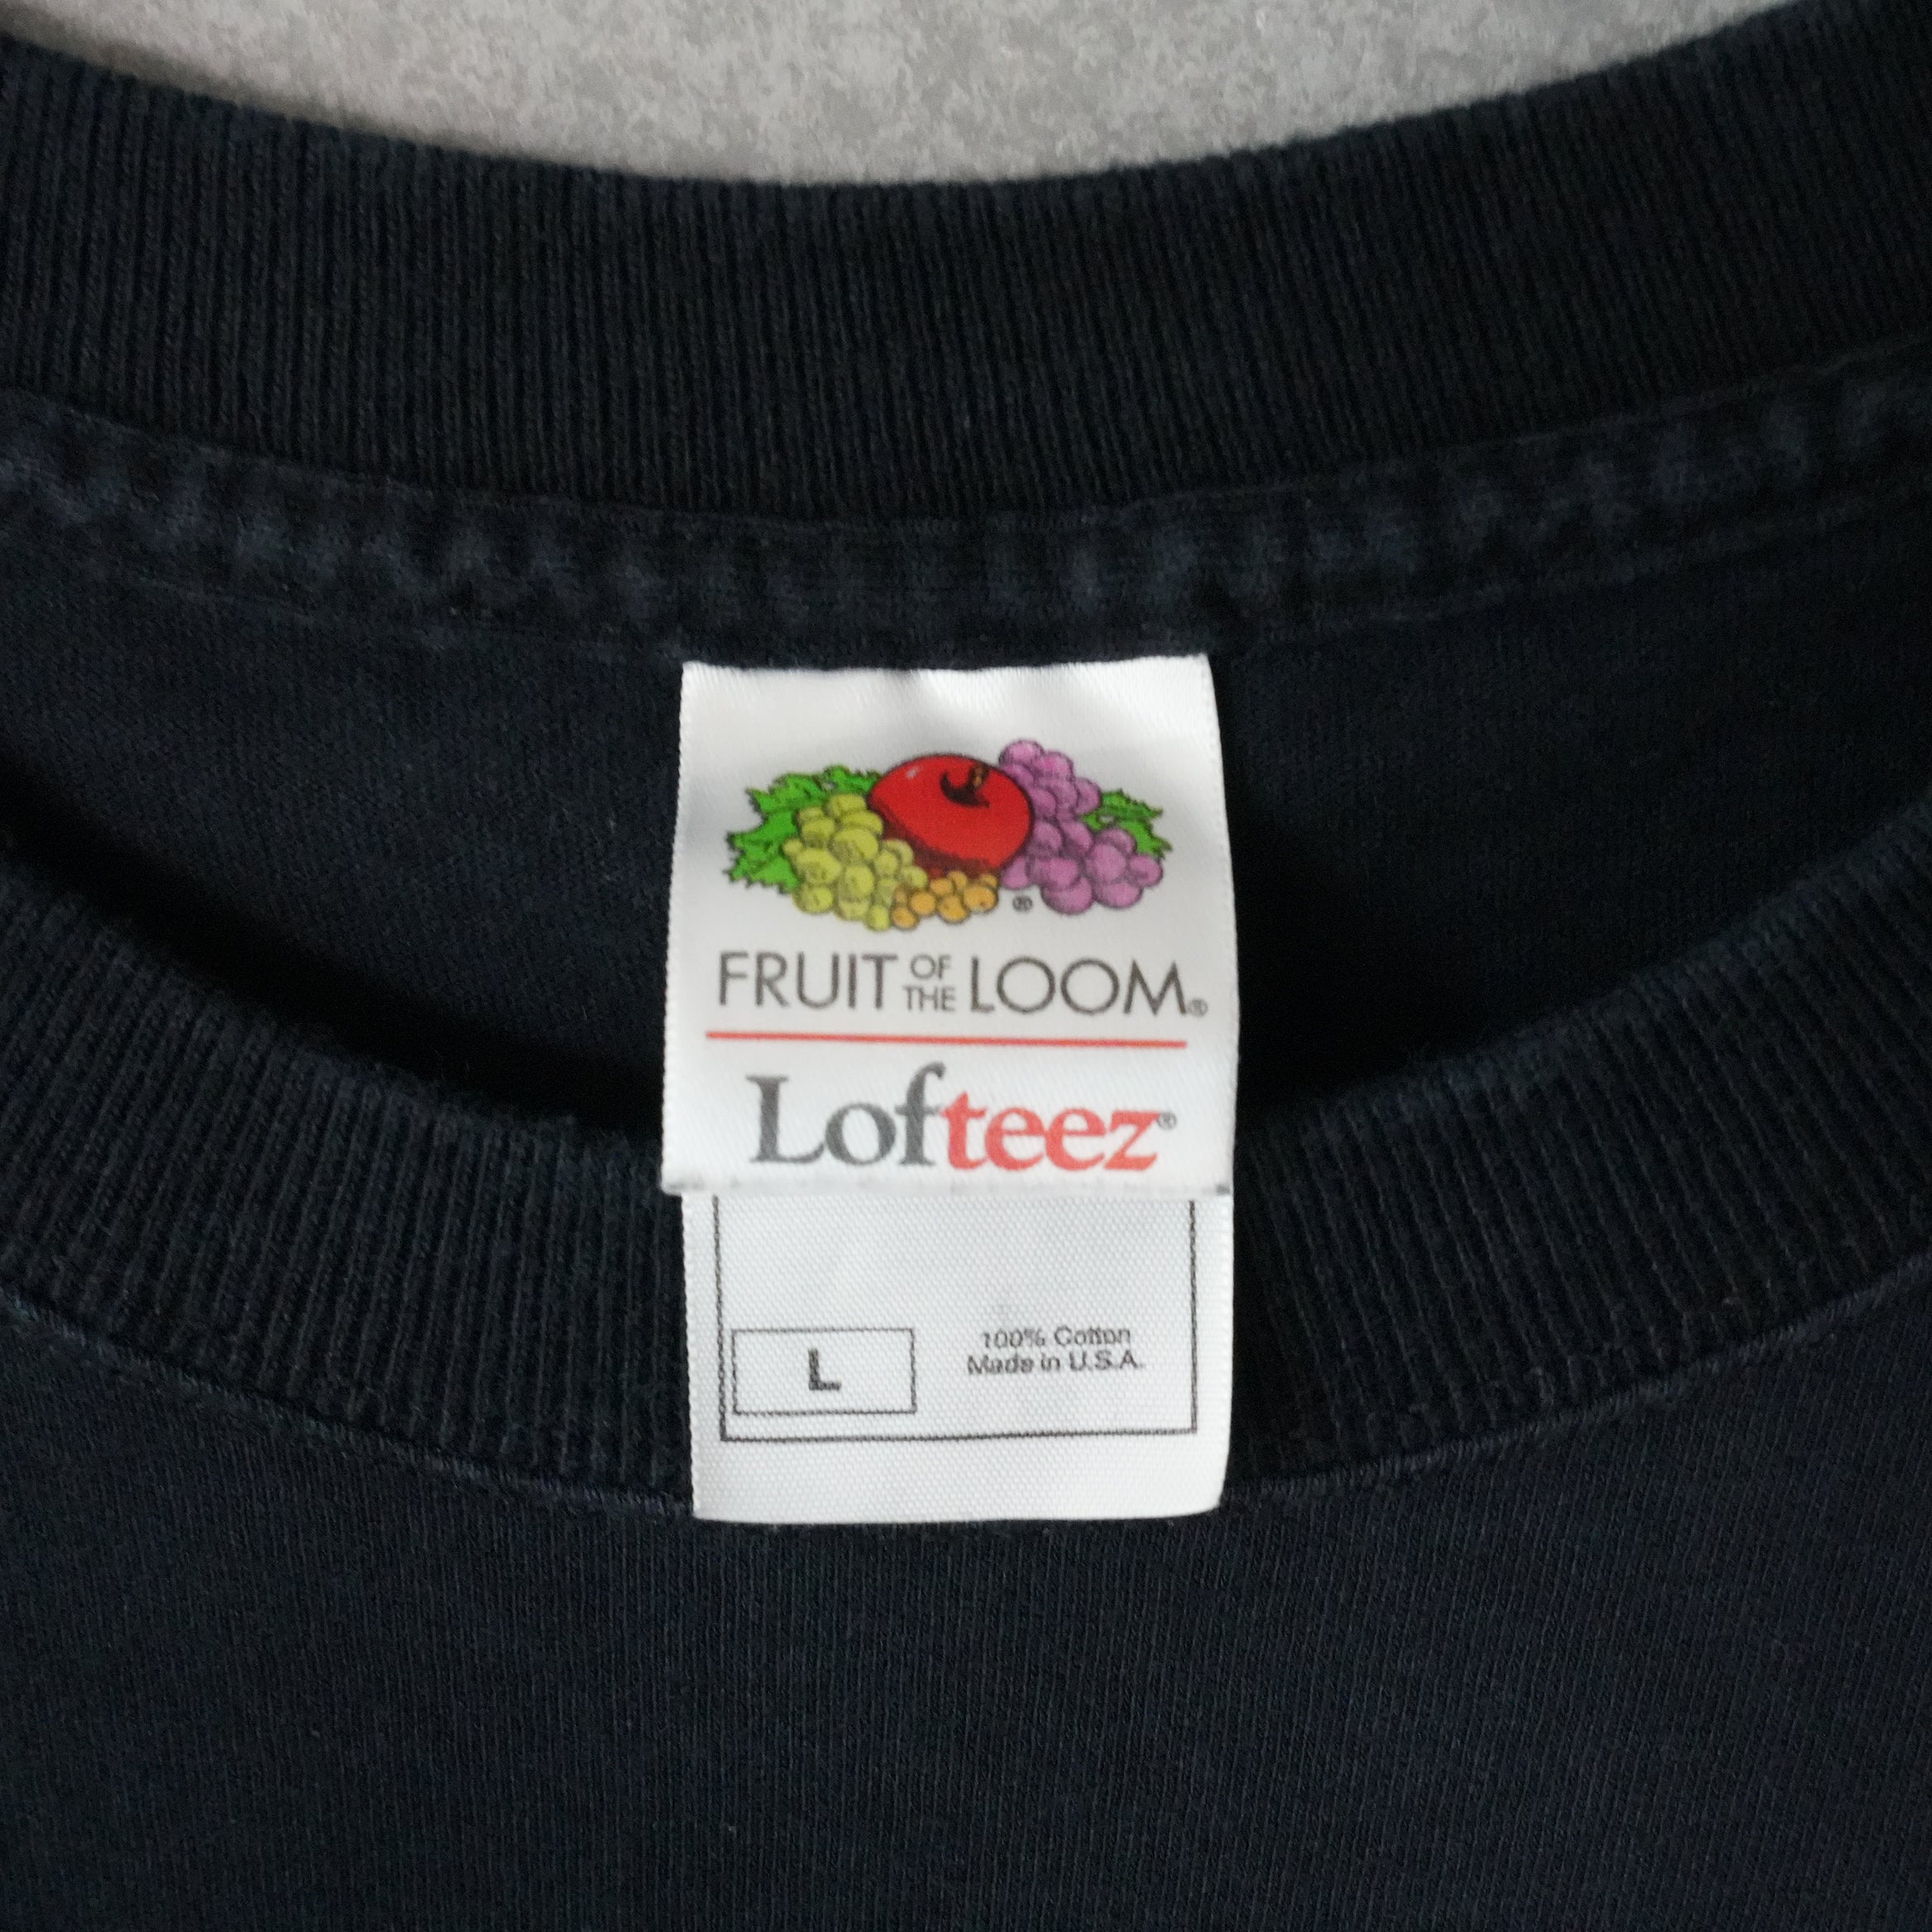 ®
FRUIT OF THE LOOM®
Lofteez®
100% Cotton
Made in U.S.A.
L